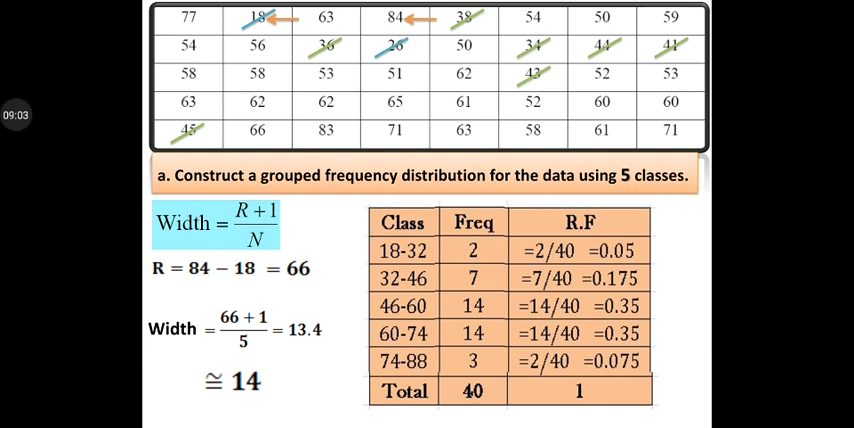 77 18 63 84 38 54 50 59
54 56 36 26 50 34 44 41
58 58 53 51 62 43 52 53
09:03
63 62 62 65 61 52 60 60
45 66 83 71 63 58 61 71
a. Construct a grouped frequency distribution for the data using 5 classes.
Width = R + 1 / N
R = 84 − 18 = 66
Width = 66 + 1 / 5 = 13.4
≅ 14
Class Freq R.F
18-32 2 =2/40 =0.05
32-46 7 =7/40 =0.175
46-60 14 =14/40 =0.35
60-74 14 =14/40 =0.35
74-88 3 =2/40 =0.075
Total 40 1